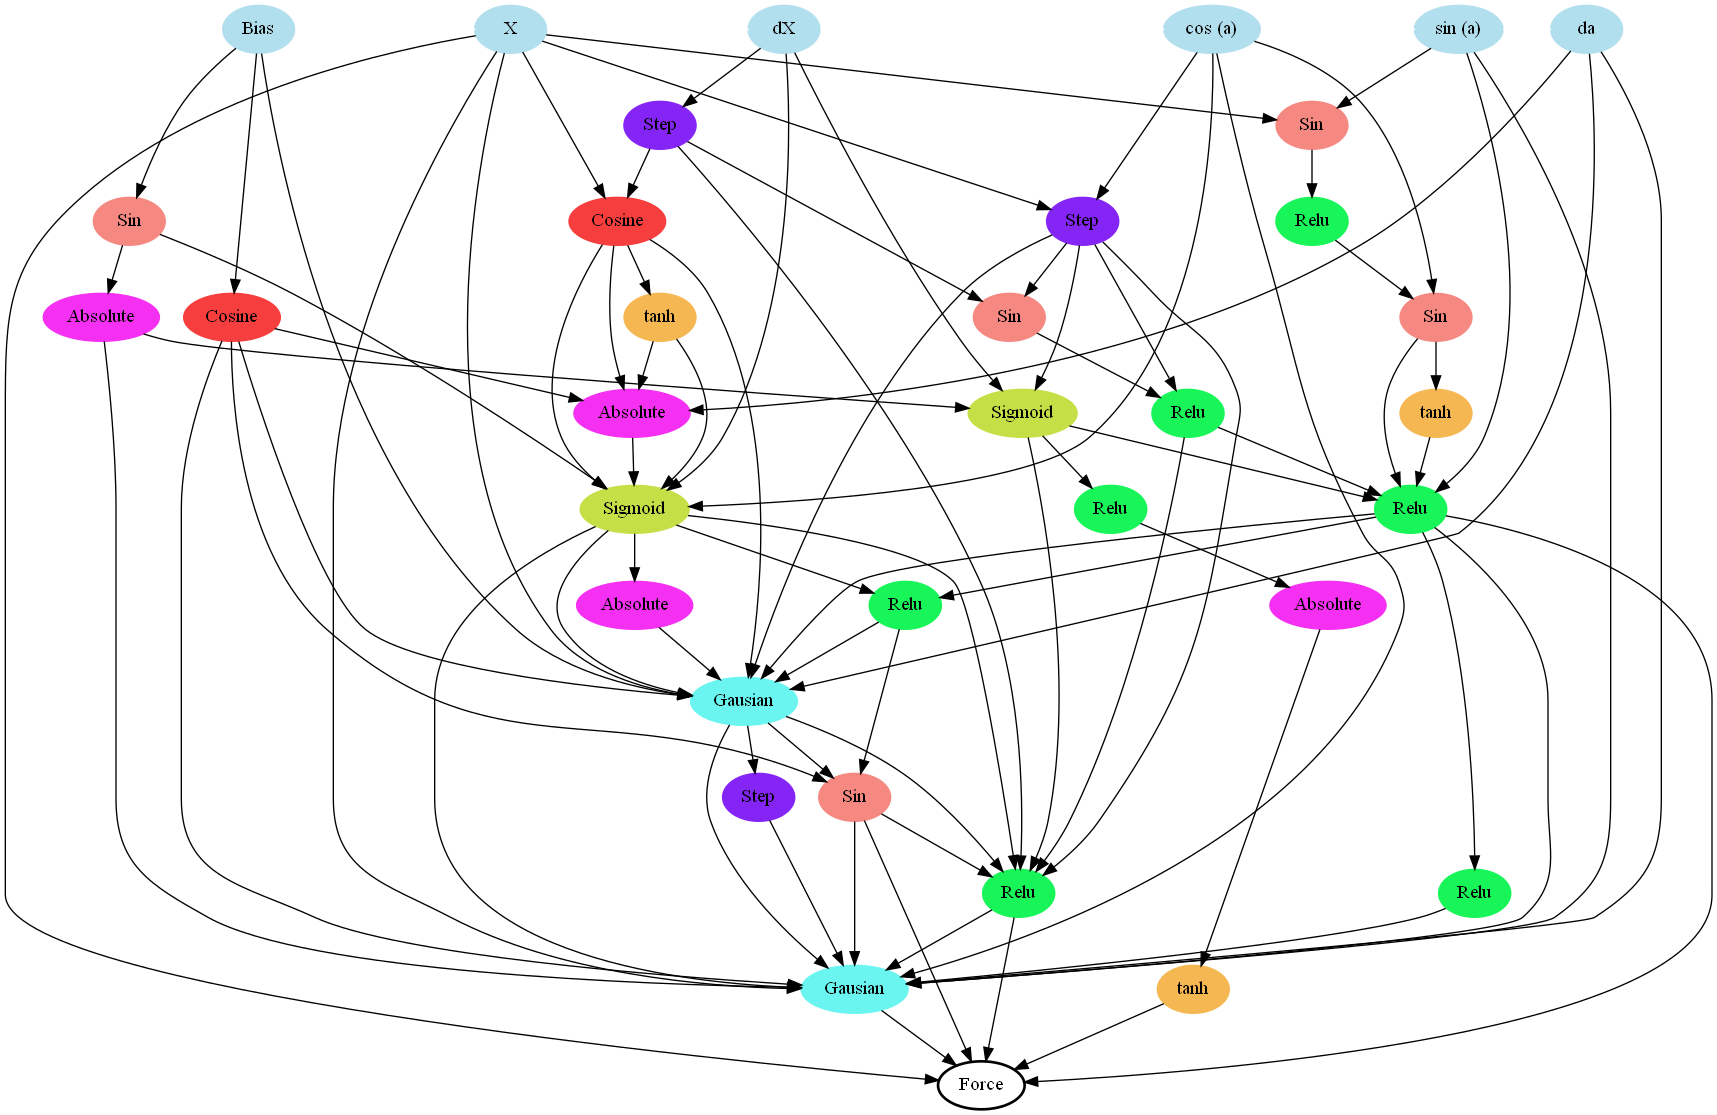 Bias
X
dX
cos (a)
sin (a)
da
Step
Sin
Sin
Cosine
Step
Relu
Absolute
Cosine
tanh
Sin
Sin
Absolute
Sigmoid
Relu
tanh
Sigmoid
Relu
Relu
Absolute
Relu
Absolute
Gausian
Step
Sin
Relu
Relu
Gausian
tanh
Force